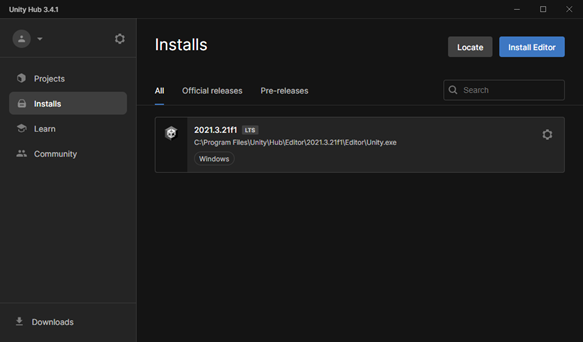 Unity Hub 3.4.1
Projects
Installs
Learn
Community
Downloads
Installs
Locate
Install Editor
All
Official releases
Pre-releases
Search
2021.3.21f1 LTS
C:\Program Files\Unity\Hub\Editor\2021.3.21f1\Editor\Unity.exe
Windows